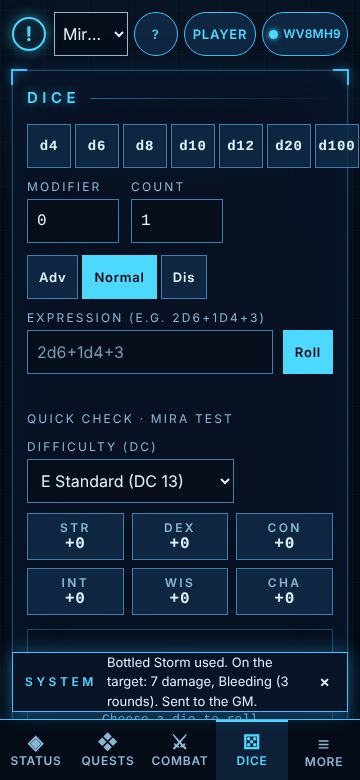 ! Mir... ? PLAYER WV8MH9
DICE
d4 d6 d8 d10 d12 d20 d100
MODIFIER COUNT
0 1
Adv Normal Dis
EXPRESSION (E.G. 2D6+1D4+3)
2d6+1d4+3 Roll
QUICK CHECK · MIRA TEST
DIFFICULTY (DC)
E Standard (DC 13)
STR DEX CON
+0 +0 +0
INT WIS CHA
+0 +0 +0
Bottled Storm used. On the
SYSTEM target: 7 damage, Bleeding (3 ×
rounds). Sent to the GM.
Choose a die to roll
STATUS QUESTS COMBAT DICE MORE